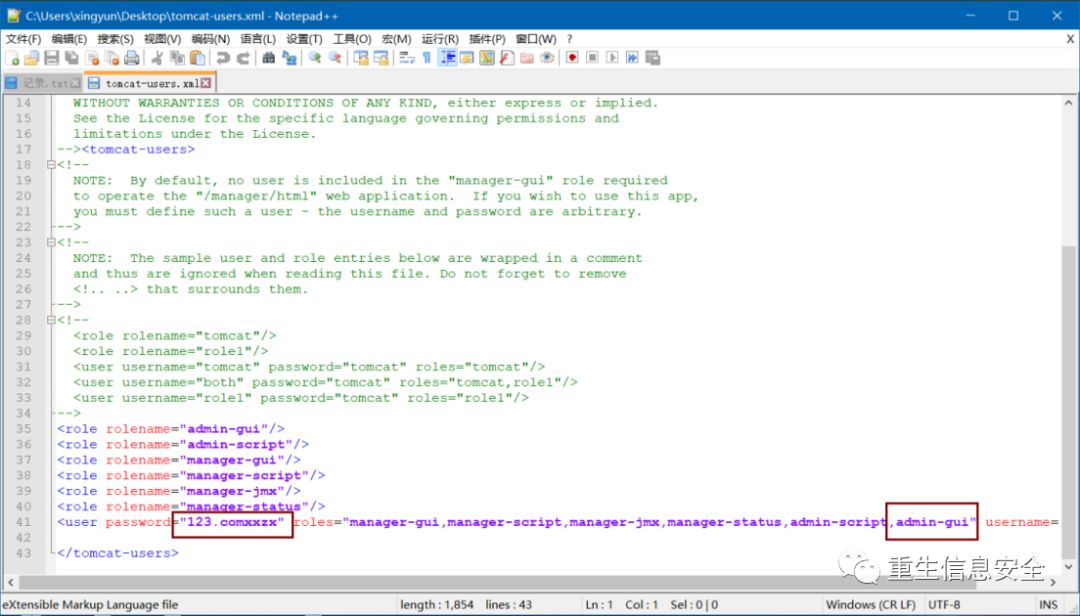 C:\Users\xingyun\Desktop\tomcat-users.xml - Notepad++
文件(F) 编辑(E) 搜索(S) 视图(V) 编码(N) 语言(L) 设置(T) 工具(O) 宏(M) 运行(R) 插件(P) 窗口(W) ? X
记录.txt tomcat-users.xml
14 WITHOUT WARRANTIES OR CONDITIONS OF ANY KIND, either express or implied.
15 See the License for the specific language governing permissions and
16 limitations under the License.
17 --><tomcat-users>
18 <!--
19 NOTE:  By default, no user is included in the "manager-gui" role required
20 to operate the "/manager/html" web application.  If you wish to use this app,
21 you must define such a user - the username and password are arbitrary.
22 -->
23 <!--
24 NOTE:  The sample user and role entries below are wrapped in a comment
25 and thus are ignored when reading this file. Do not forget to remove
26 <!.. ..> that surrounds them.
27 -->
28 <!--
29 <role rolename="tomcat"/>
30 <role rolename="role1"/>
31 <user username="tomcat" password="tomcat" roles="tomcat"/>
32 <user username="both" password="tomcat" roles="tomcat,role1"/>
33 <user username="role1" password="tomcat" roles="role1"/>
34 -->
35 <role rolename="admin-gui"/>
36 <role rolename="admin-script"/>
37 <role rolename="manager-gui"/>
38 <role rolename="manager-script"/>
39 <role rolename="manager-jmx"/>
40 <role rolename="manager-status"/>
41 <user password="123.comxxzx" roles="manager-gui,manager-script,manager-jmx,manager-status,admin-script,admin-gui" username=
42
43 </tomcat-users>
重生信息安全
eXtensible Markup Language file length : 1,854 lines : 43 Ln : 1 Col : 1 Sel : 0 | 0 Windows (CR LF) UTF-8 INS